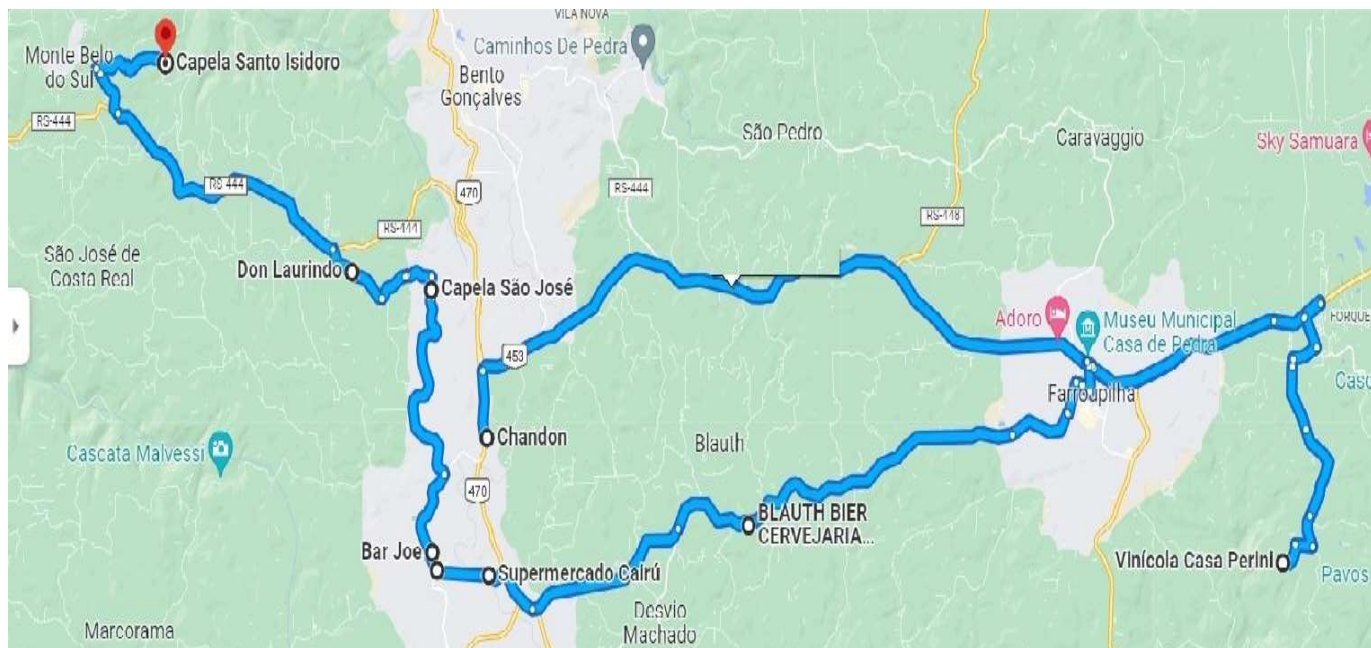 VILA NOVA
Monte Belo
do Sul
Capela Santo Isidoro
Caminhos De Pedra
Bento
Gonçalves
RS-444
São Pedro
Caravaggio
Sky Samuara
RS-444
470
RS-444
RS-448
RS-444
São José de
Costa Real
Don Laurindo
Capela São José
Adoro
Museu Municipal
Casa de Pedra
FORQUE
453
Farroupilha
Chandon
Blauth
Cascata Malvessi
470
BLAUTH BIER
CERVEJARIA...
Bar Joe
Supermercado Cairú
Vinícola Casa Perini
Pavos
Desvio
Machado
Marcorama